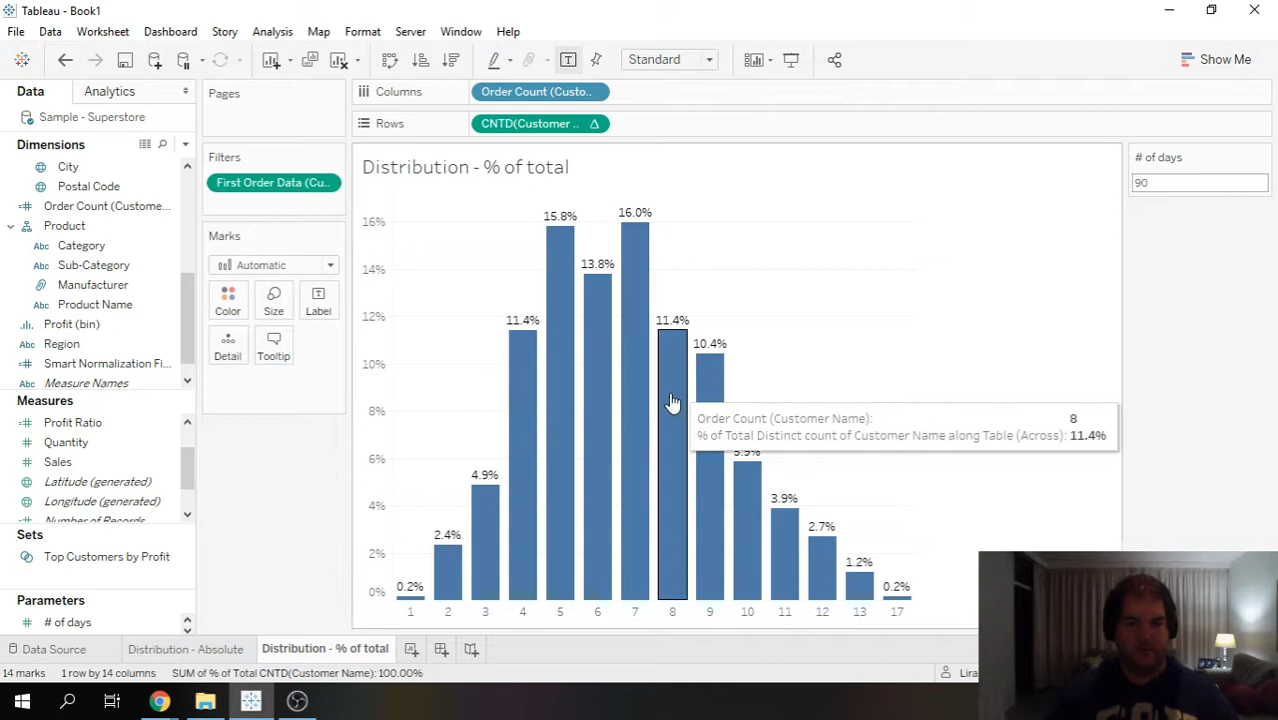 Tableau - Book1
File Data Worksheet Dashboard Story Analysis Map Format Server Window Help
Standard
Show Me
Data Analytics
Sample - Superstore
Dimensions
City
Postal Code
Order Count (Custome...
Product
Category
Sub-Category
Manufacturer
Product Name
Profit (bin)
Region
Smart Normalization Fi...
Measure Names
Measures
Profit Ratio
Quantity
Sales
Latitude (generated)
Longitude (generated)
Number of Records
Sets
Top Customers by Profit
Parameters
# of days
Pages
Filters
First Order Data (Cu..
Marks
Automatic
Color Size Label
Detail Tooltip
Columns Order Count (Custo..
Rows CNTD(Customer ..
Distribution - % of total
16%
14%
12%
10%
8%
6%
4%
2%
0%
0.2% 2.4% 4.9% 11.4% 15.8% 13.8% 16.0% 11.4% 10.4% 5.9% 3.9% 2.7% 1.2% 0.2%
1 2 3 4 5 6 7 8 9 10 11 12 13 17
Order Count (Customer Name): 8
% of Total Distinct count of Customer Name along Table (Across): 11.4%
# of days
90
Data Source Distribution - Absolute Distribution - % of total
14 marks 1 row by 14 columns SUM of % of Total CNTD(Customer Name): 100.00%
Lira